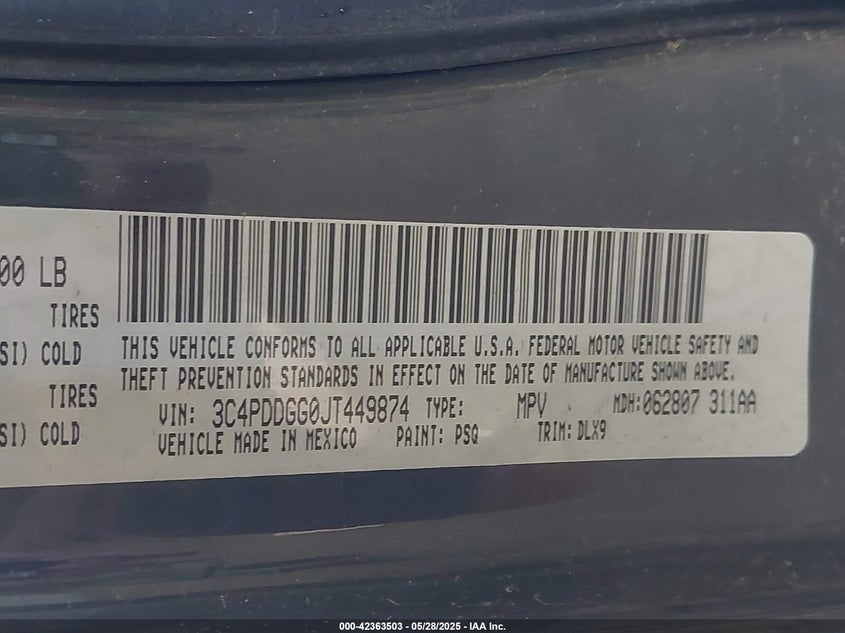 00 LB
TIRES
SI) COLD
TIRES
SI) COLD
THIS VEHICLE CONFORMS TO ALL APPLICABLE U.S.A. FEDERAL MOTOR VEHICLE SAFETY AND
THEFT PREVENTION STANDARDS IN EFFECT ON THE DATE OF MANUFACTURE SHOWN ABOVE.
VIN: 3C4PDDGG0JT449874 TYPE: MPV MDH:062807 311AA
VEHICLE MADE IN MEXICO PAINT: PSQ TRIM: DLX9
000-42363503 - 05/28/2025 - IAA Inc.